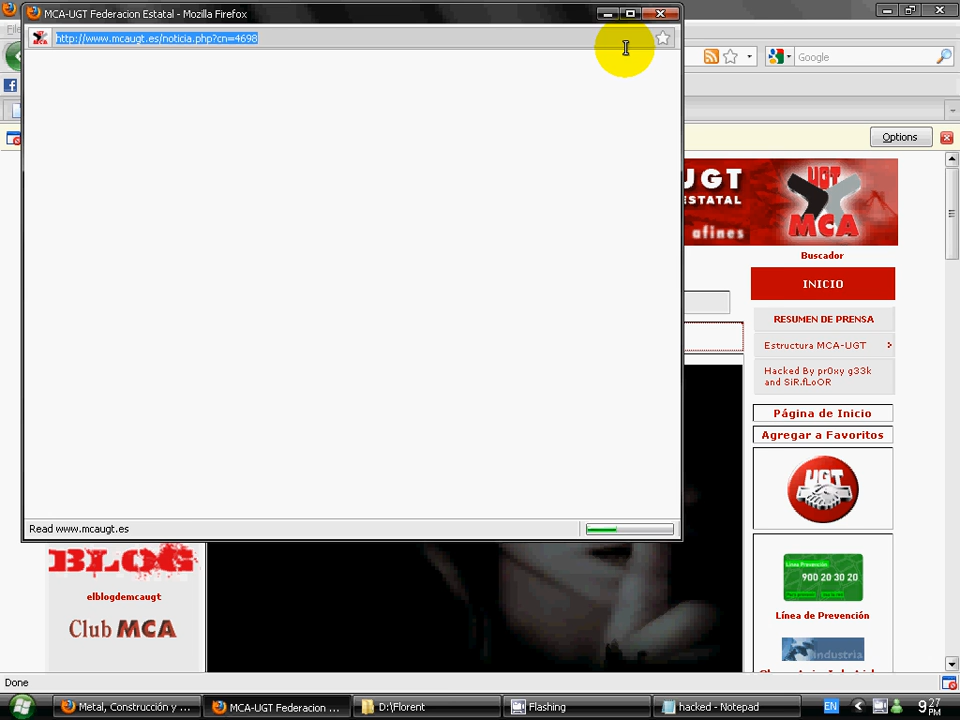 MCA-UGT Federacion Estatal - Mozilla Firefox
http://www.mcaugt.es/noticia.php?cn=4698
Google
Options
UGT
ESTATAL
afines
UGT
MCA
Buscador
INICIO
RESUMEN DE PRENSA
Estructura MCA-UGT
Hacked By pr0xy g33k
and SiR.fLoOR
Página de Inicio
Agregar a Favoritos
UGT
Read www.mcaugt.es
BLOG
elblogdemcaugt
Club MCA
Línea Prevención
900 20 30 20
Línea de Prevención
industria
Done
Metal, Construcción y ...
MCA-UGT Federacion ...
D:\Florent
Flashing
hacked - Notepad
EN
9 27
PM